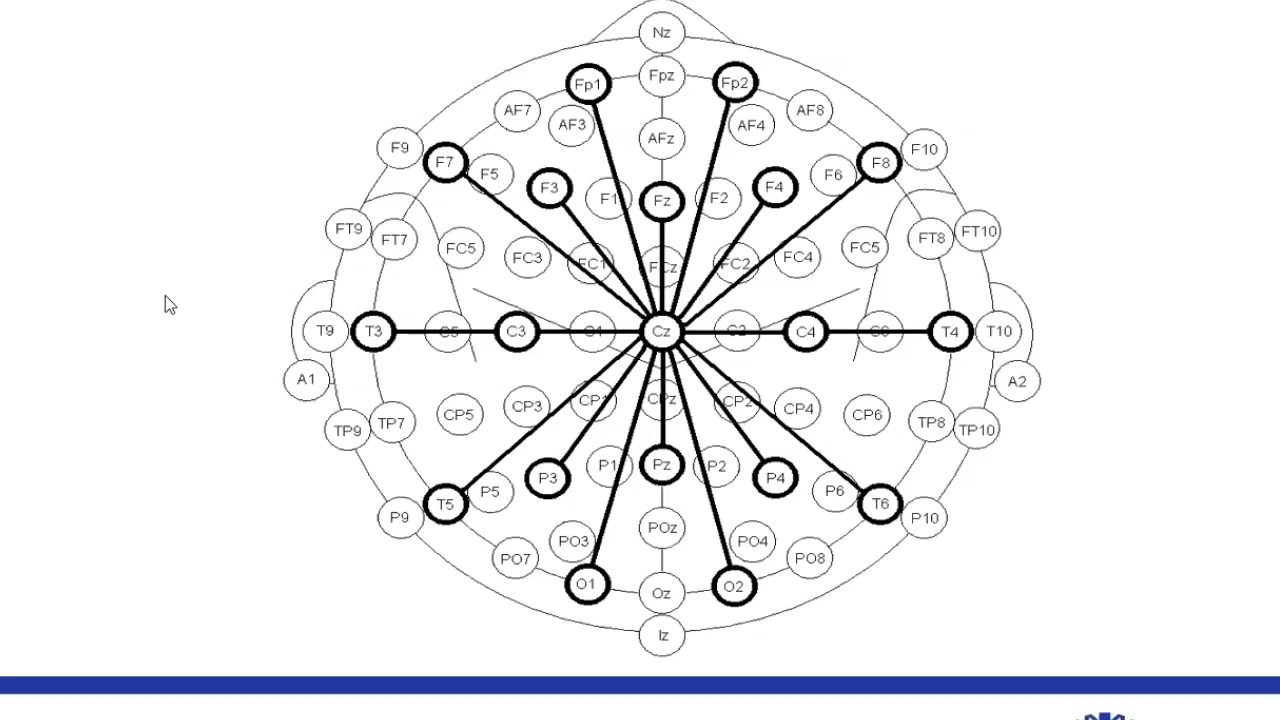 Nz
Fp1 Fpz Fp2
AF7 AF3 AFz AF4 AF8
F9 F7 F5 F3 F1 Fz F2 F4 F6 F8 F10
FT9 FT7 FC5 FC3 FC1 FCz FC2 FC4 FC5 FT8 FT10
T9 T3 C5 C3 C1 Cz C2 C4 C6 T4 T10
A1 A2
TP9 TP7 CP5 CP3 CP1 CPz CP2 CP4 CP6 TP8 TP10
P9 T5 P5 P3 P1 Pz P2 P4 P6 T6 P10
PO7 PO3 POz PO4 PO8
O1 Oz O2
Iz